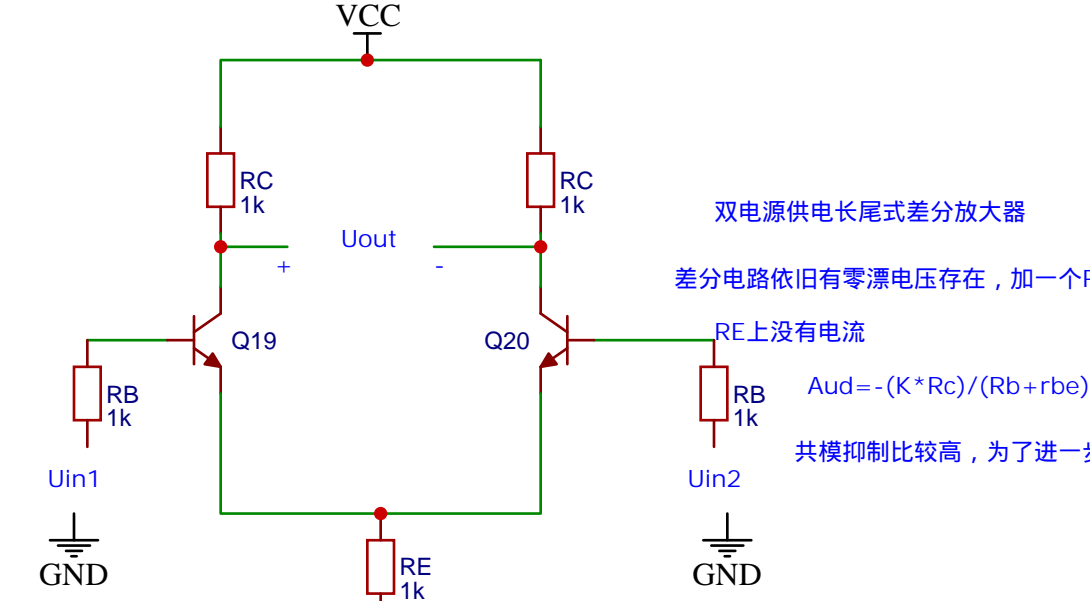 VCC
RC
1k
RC
1k
双电源供电长尾式差分放大器
Uout
+
-
差分电路依旧有零漂电压存在，加一个
Q19
Q20
RE上没有电流
RB
1k
RB
1k
Aud=-(K*Rc)/(Rb+rbe)
共模抑制比较高，为了进一
Uin1
Uin2
GND
GND
RE
1k